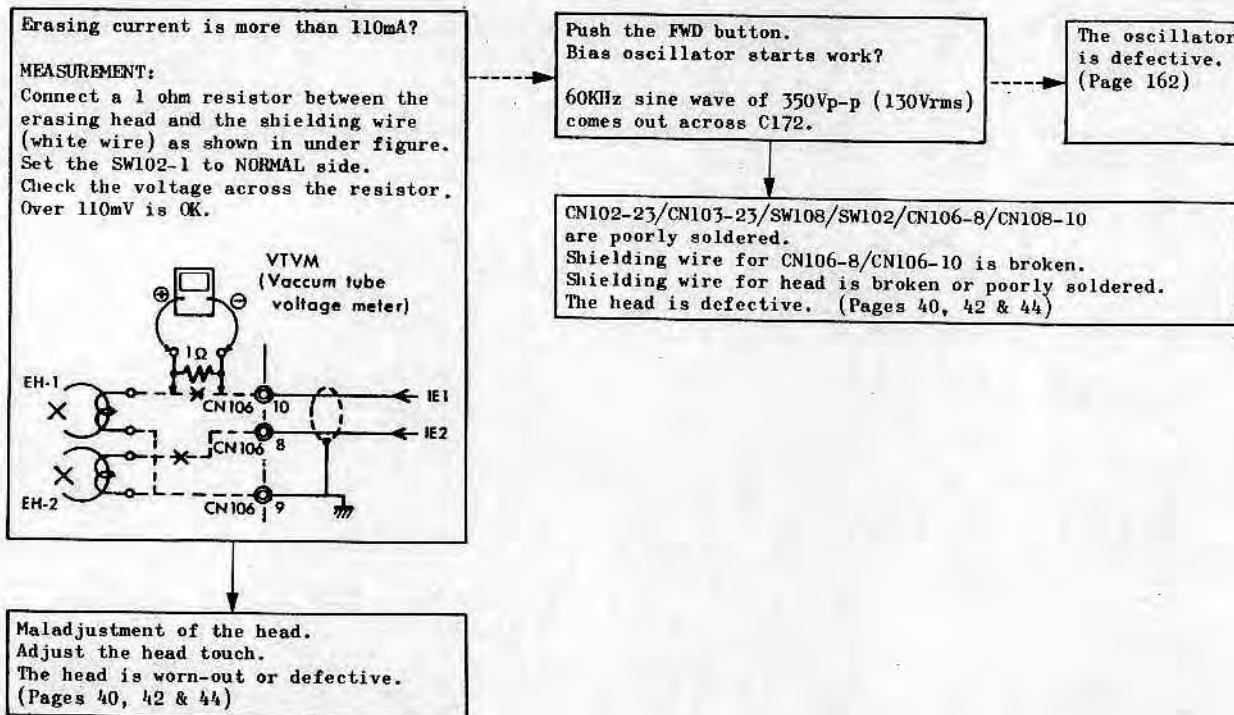 Erasing current is more than 110mA?
MEASUREMENT:
Connect a 1 ohm resistor between the
erasing head and the shielding wire
(white wire) as shown in under figure.
Set the SW102-1 to NORMAL side.
Check the voltage across the resistor.
Over 110mV is OK.
VTVM
(Vaccum tube
voltage meter)
⊕
⊖
1Ω
EH-1
CN106 10
IE1
CN106 8
IE2
EH-2
CN106 9
Push the FWD button.
Bias oscillator starts work?
60KHz sine wave of 350Vp-p (130Vrms)
comes out across C172.
The oscillator
is defective.
(Page 162)
CN102-23/CN103-23/SW108/SW102/CN106-8/CN108-10
are poorly soldered.
Shielding wire for CN106-8/CN106-10 is broken.
Shielding wire for head is broken or poorly soldered.
The head is defective. (Pages 40, 42 & 44)
Maladjustment of the head.
Adjust the head touch.
The head is worn-out or defective.
(Pages 40, 42 & 44)